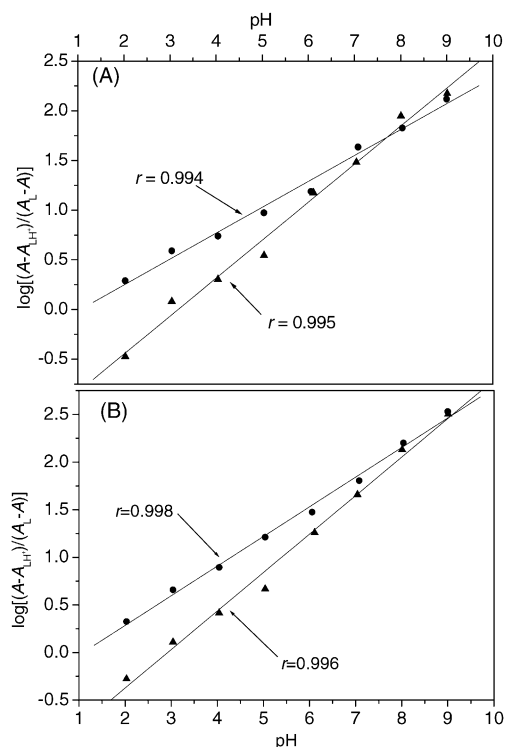 pH
1 2 3 4 5 6 7 8 9 10
(A)
2.5
2.0
1.5
1.0
0.5
0.0
-0.5
log[(A-A_LH+)/(A_L-A)]
r = 0.994
r = 0.995
(B)
2.5
2.0
1.5
1.0
0.5
0.0
-0.5
log[(A-A_LH+)/(A_L-A)]
r=0.998
r=0.996
1 2 3 4 5 6 7 8 9 10
pH